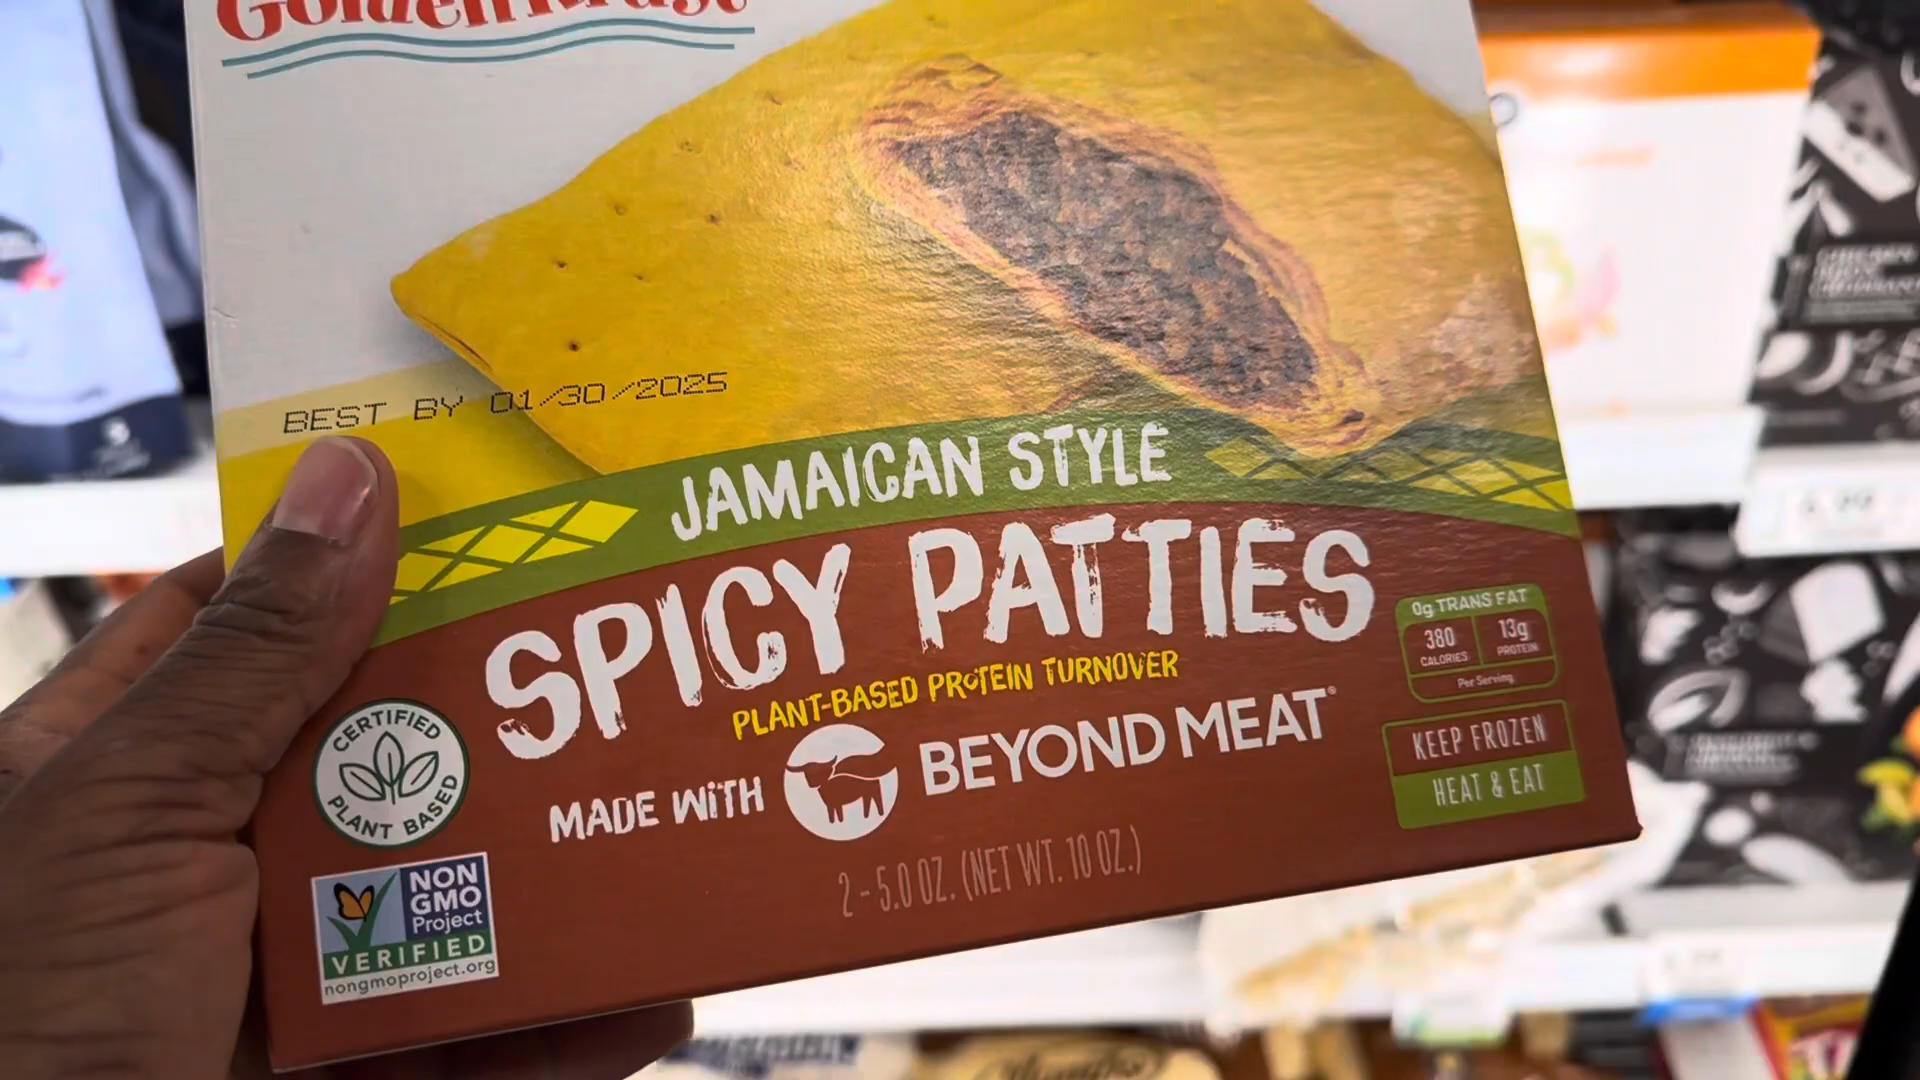 Golden Krust
BEST BY 01/30/2025
JAMAICAN STYLE
SPICY PATTIES
PLANT-BASED PROTEIN TURNOVER
MADE WITH BEYOND MEAT®
2 - 5.0 OZ. (NET WT. 10 OZ.)
0g TRANS FAT
380 CALORIES
13g PROTEIN
Per Serving
KEEP FROZEN
HEAT & EAT
CERTIFIED
PLANT BASED
NON
GMO
Project
VERIFIED
nongmoproject.org